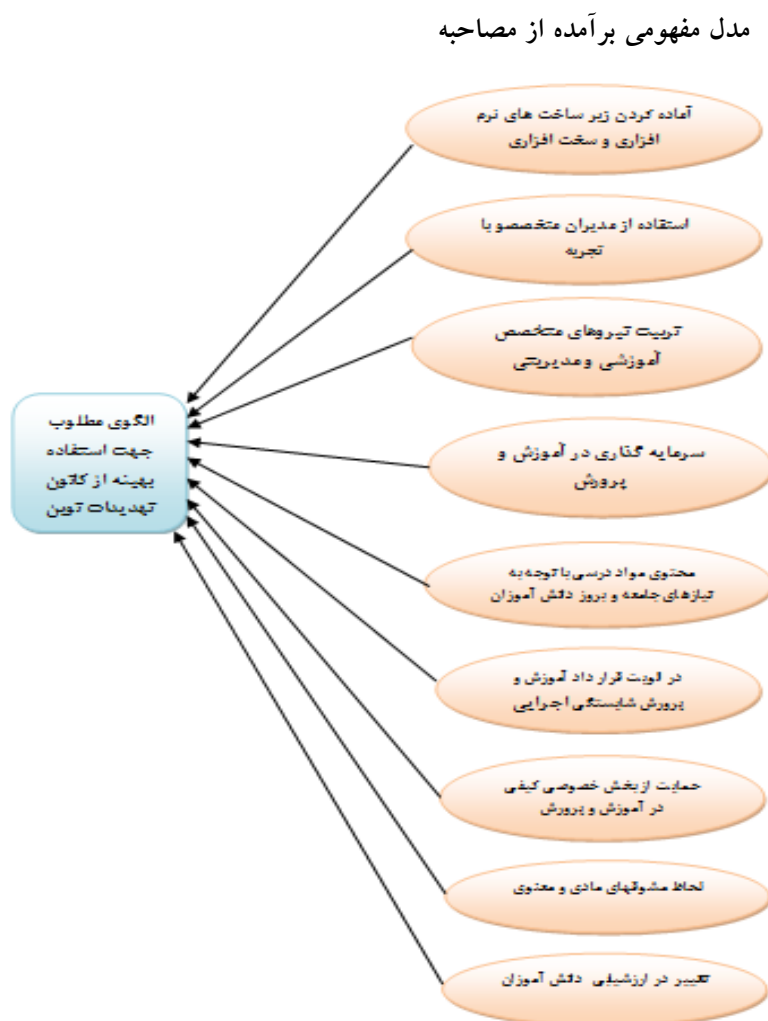 مدل مفهومی برآمده از مصاحبه
آماده کردن زیر ساخت های نرم
افزاری و سخت افزاری
استفاده از مدیران متخصصو با
تجربه
تربیت نیروهای متخصص
آموزشی و مدیریتی
سرمایه گذاری در آموزش و
پرورش
محتوی مواد درسی با توجه به
نیازهای جامعه و بروز دانش آموزان
در الویت قرار داد آموزش و
پرورش شایستگی اجرایی
حمایت از بخش خصوصی کیفی
در آموزش و پرورش
لحاظ مشوقهای مادی و معنوی
تغییر در ارزشیابی دانش آموزان
الگوی مطلوب
جهت استفاده
بهینه از کانون
تهدیدات نوین